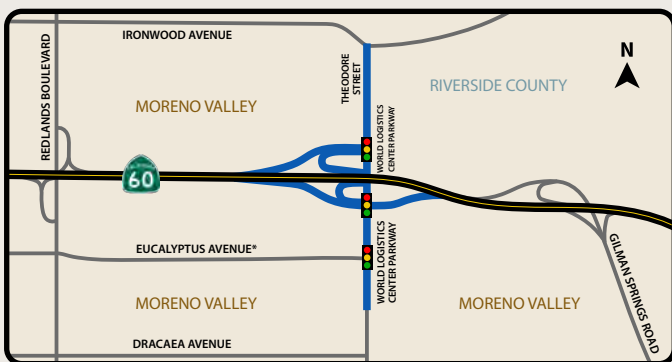 IRONWOOD AVENUE
REDLANDS BOULEVARD
THEODORE
STREET
N
RIVERSIDE COUNTY
MORENO VALLEY
WORLD LOGISTICS
CENTER PARKWAY
CALIFORNIA
60
EUCALYPTUS AVENUE*
WORLD LOGISTICS
CENTER PARKWAY
GILMAN SPRINGS ROAD
MORENO VALLEY
MORENO VALLEY
DRACAEA AVENUE